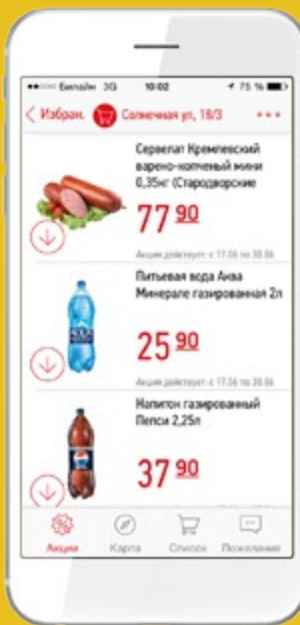 Билайн 3G 10:02 75 %
Избран. Солнечная ул, 18/3
Сервелат Кремлевский
варено-копченый мини
0,35кг (Стародворские
77 90
Акция действует: с 17.06 по 30.06
Питьевая вода Аква
Минерале газированная 2л
25 90
Акция действует: с 17.06 по 30.06
Напиток газированный
Пепси 2,25л
37 90
Акции Карта Список Пожелания